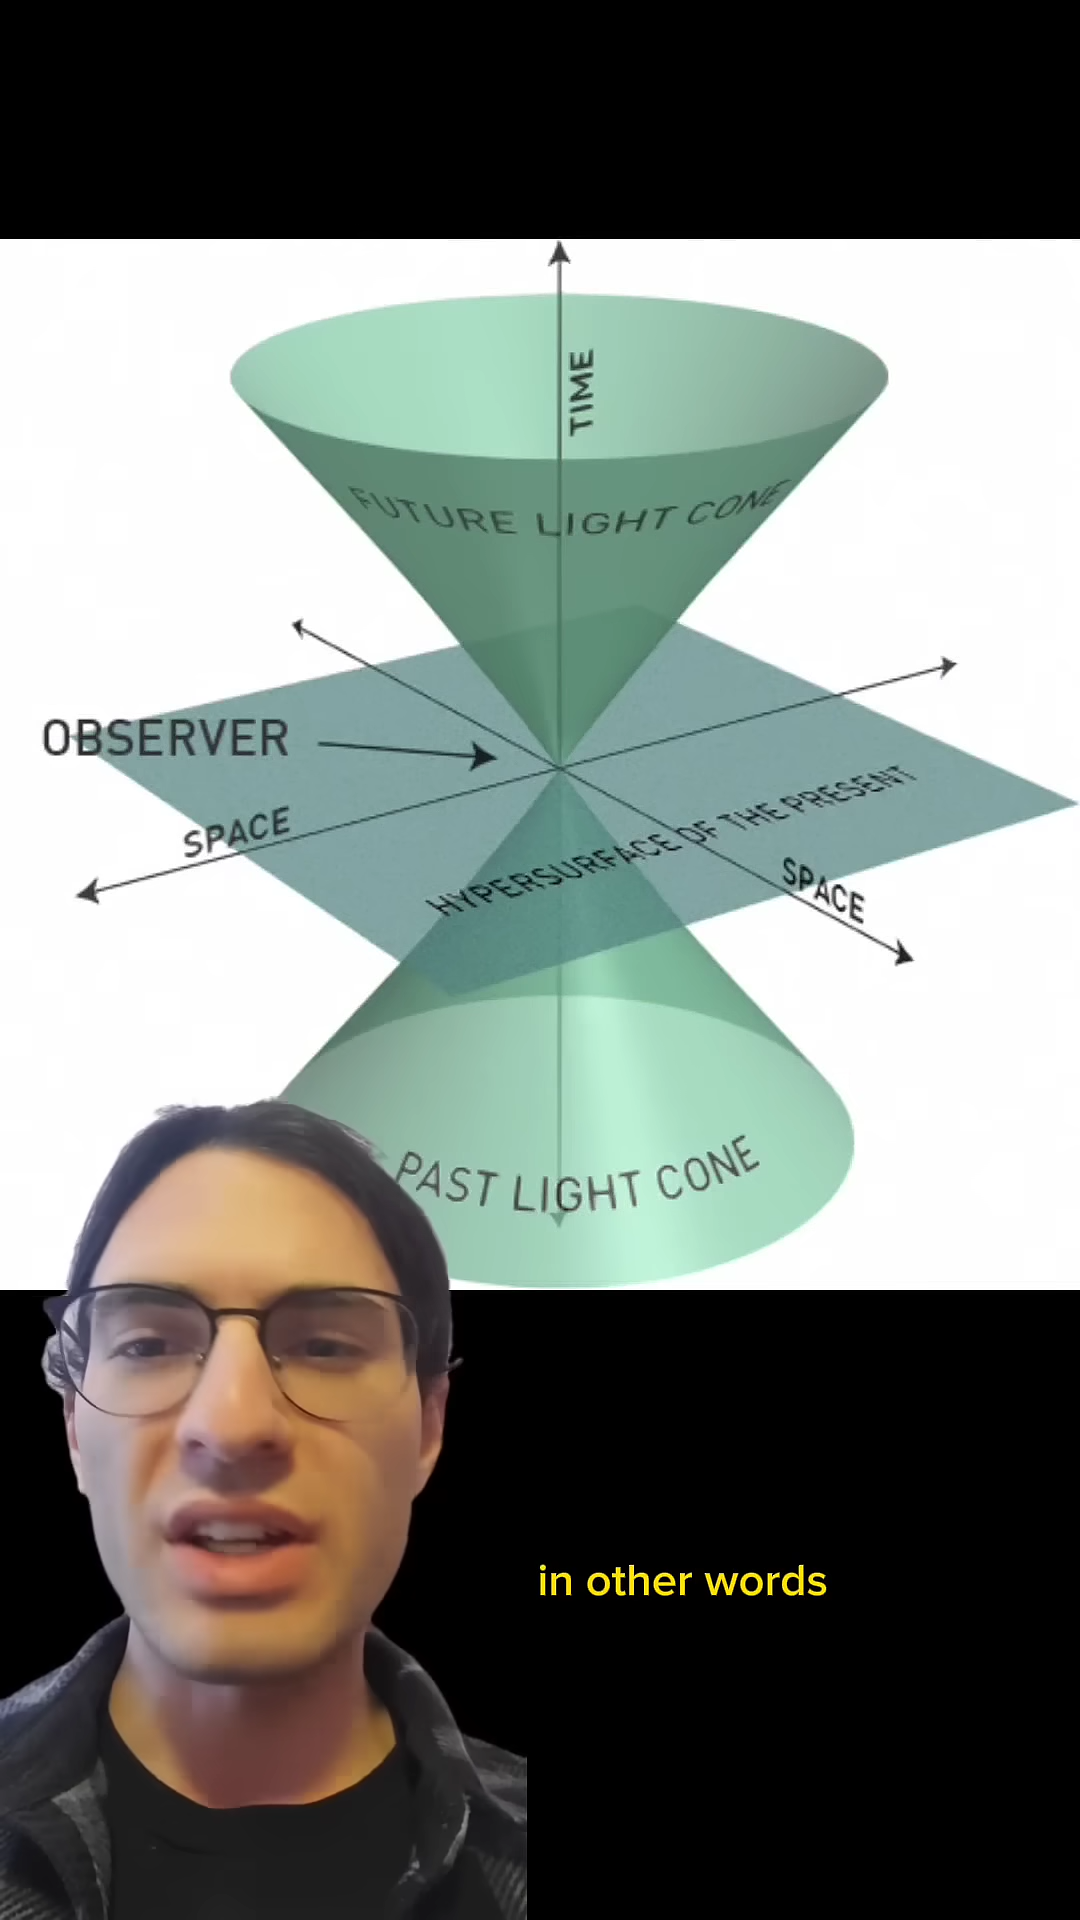 TIME
FUTURE LIGHT CONE
OBSERVER
SPACE
HYPERSURFACE OF THE PRESENT
SPACE
PAST LIGHT CONE
in other words